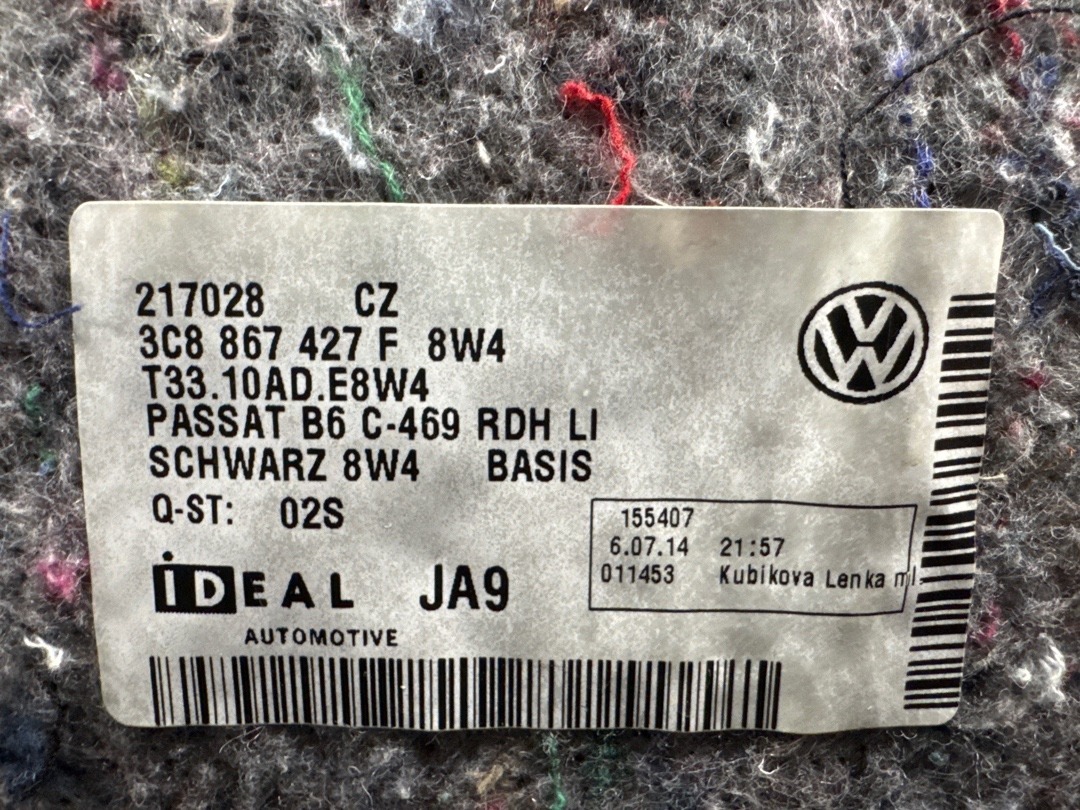 217028 CZ
3C8 867 427 F 8W4
T33.10AD.E8W4
PASSAT B6 C-469 RDH LI
SCHWARZ 8W4 BASIS
Q-ST: 02S
155407
6.07.14 21:57
011453 Kubikova Lenka ml.
iDEAL JA9
AUTOMOTIVE